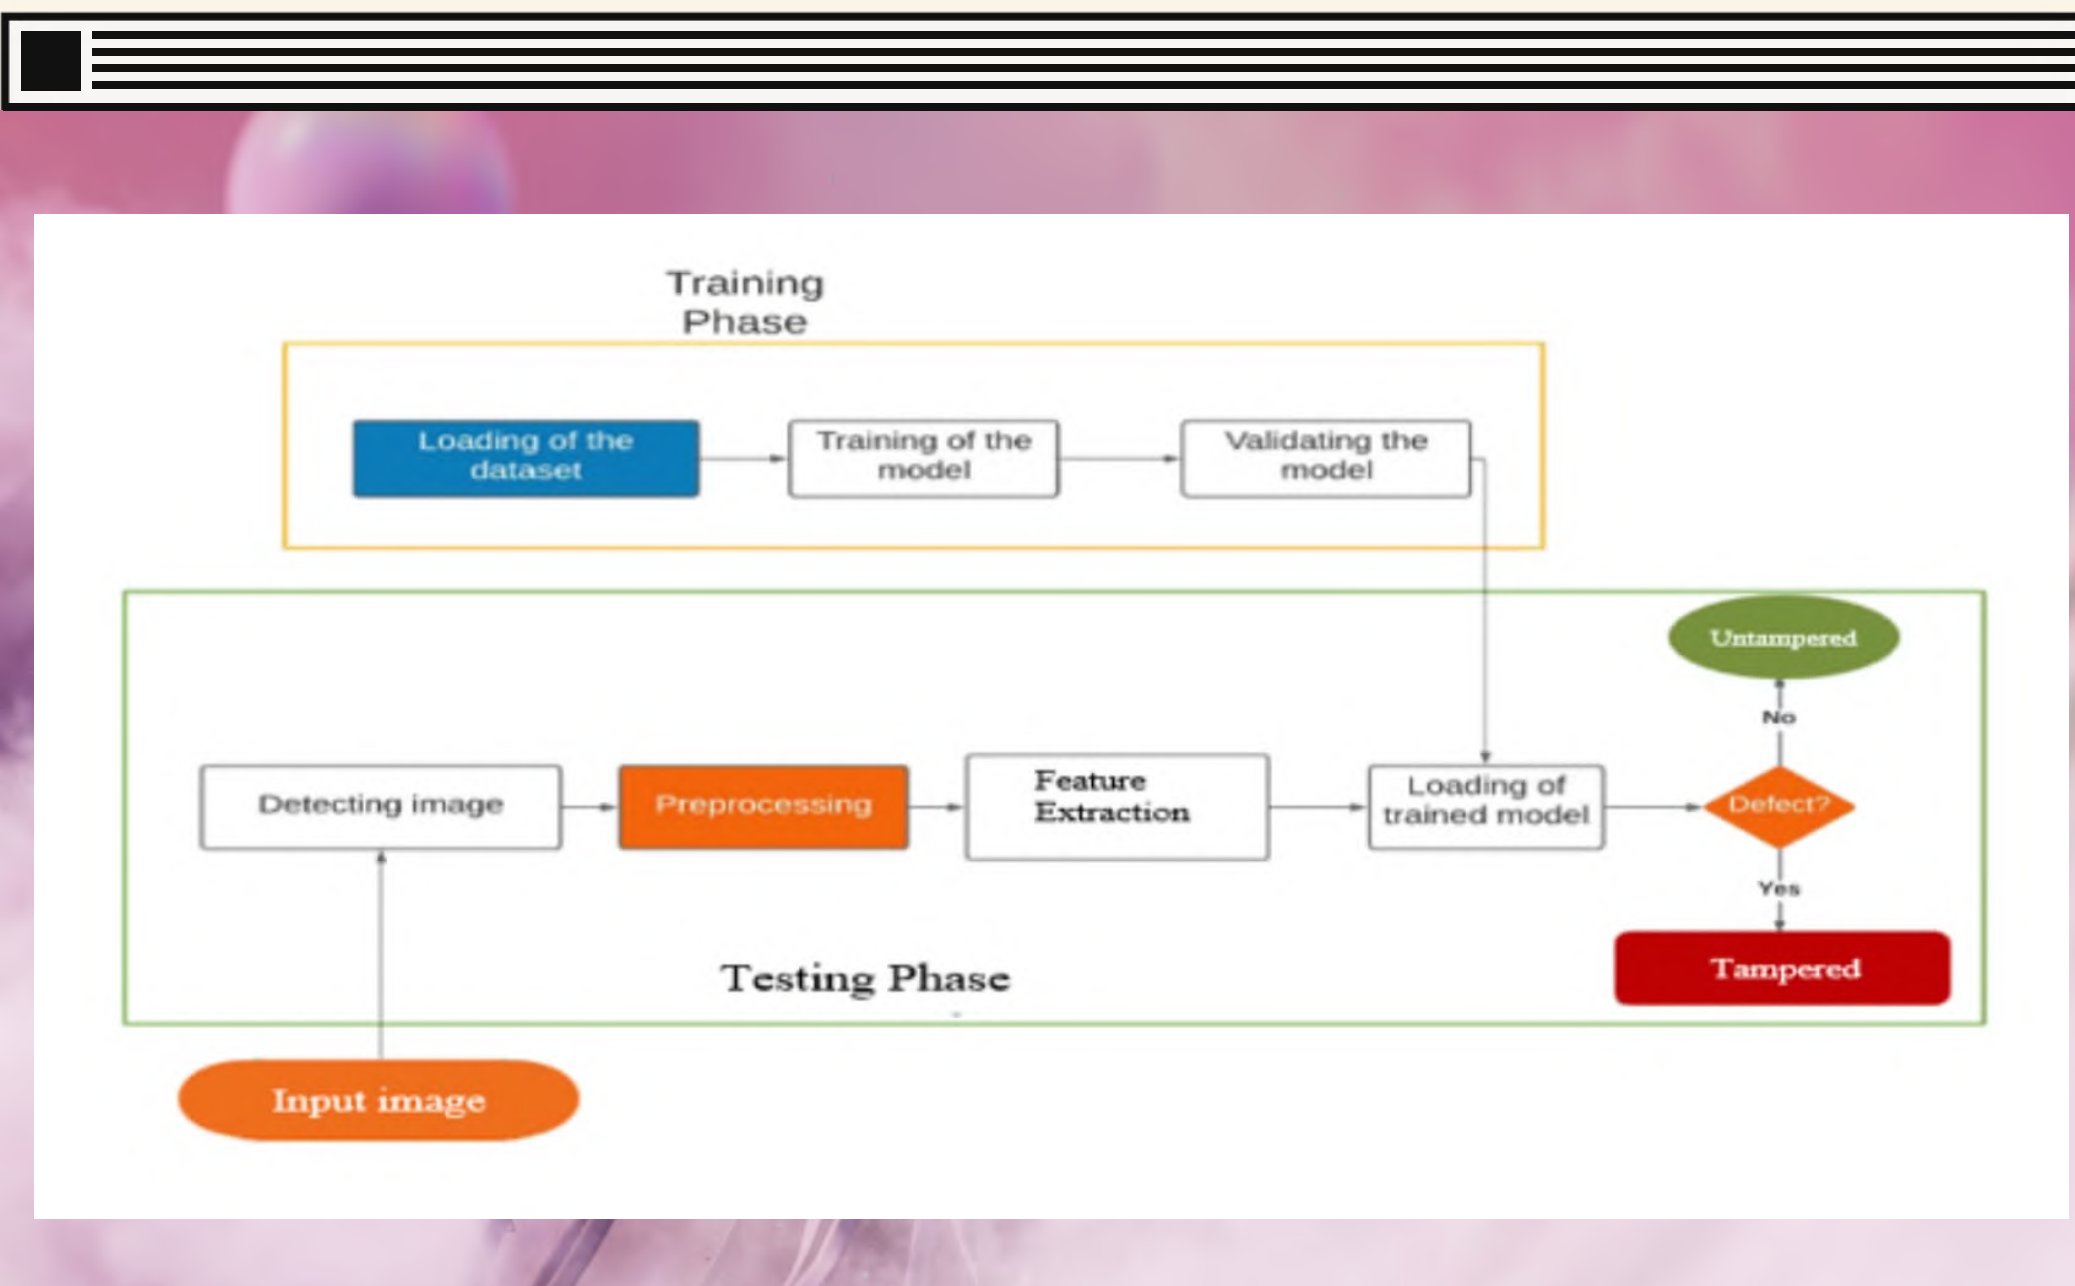 Training
Phase
Loading of the
dataset
Training of the
model
Validating the
model
Untampered
No
Detecting image
Preprocessing
Feature
Extraction
Loading of
trained model
Defect?
Yes
Testing Phase
Tampered
Input image